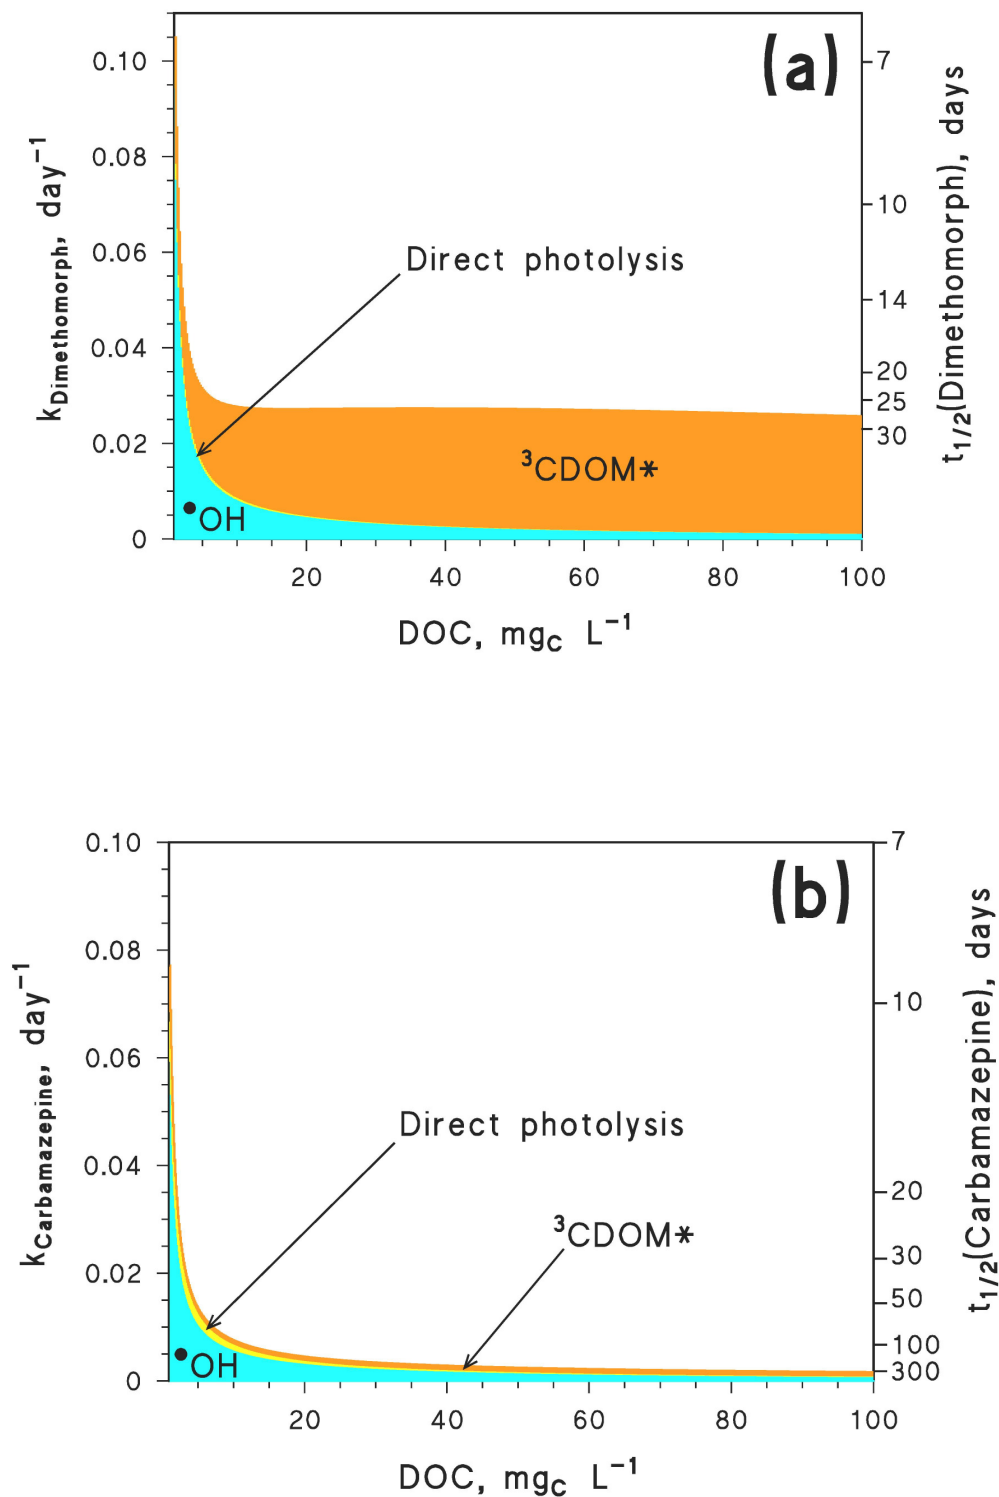 (a)
0.10
0.08
0.06
0.04
0.02
0
k_Dimethomorph, day⁻¹
7
10
14
20
25
30
t_1/2(Dimethomorph), days
Direct photolysis
³CDOM*
●OH
20 40 60 80 100
DOC, mg_C L⁻¹
(b)
0.10
0.08
0.06
0.04
0.02
0
k_Carbamazepine, day⁻¹
7
10
20
30
50
100
300
t_1/2(Carbamazepine), days
Direct photolysis
³CDOM*
●OH
20 40 60 80 100
DOC, mg_C L⁻¹